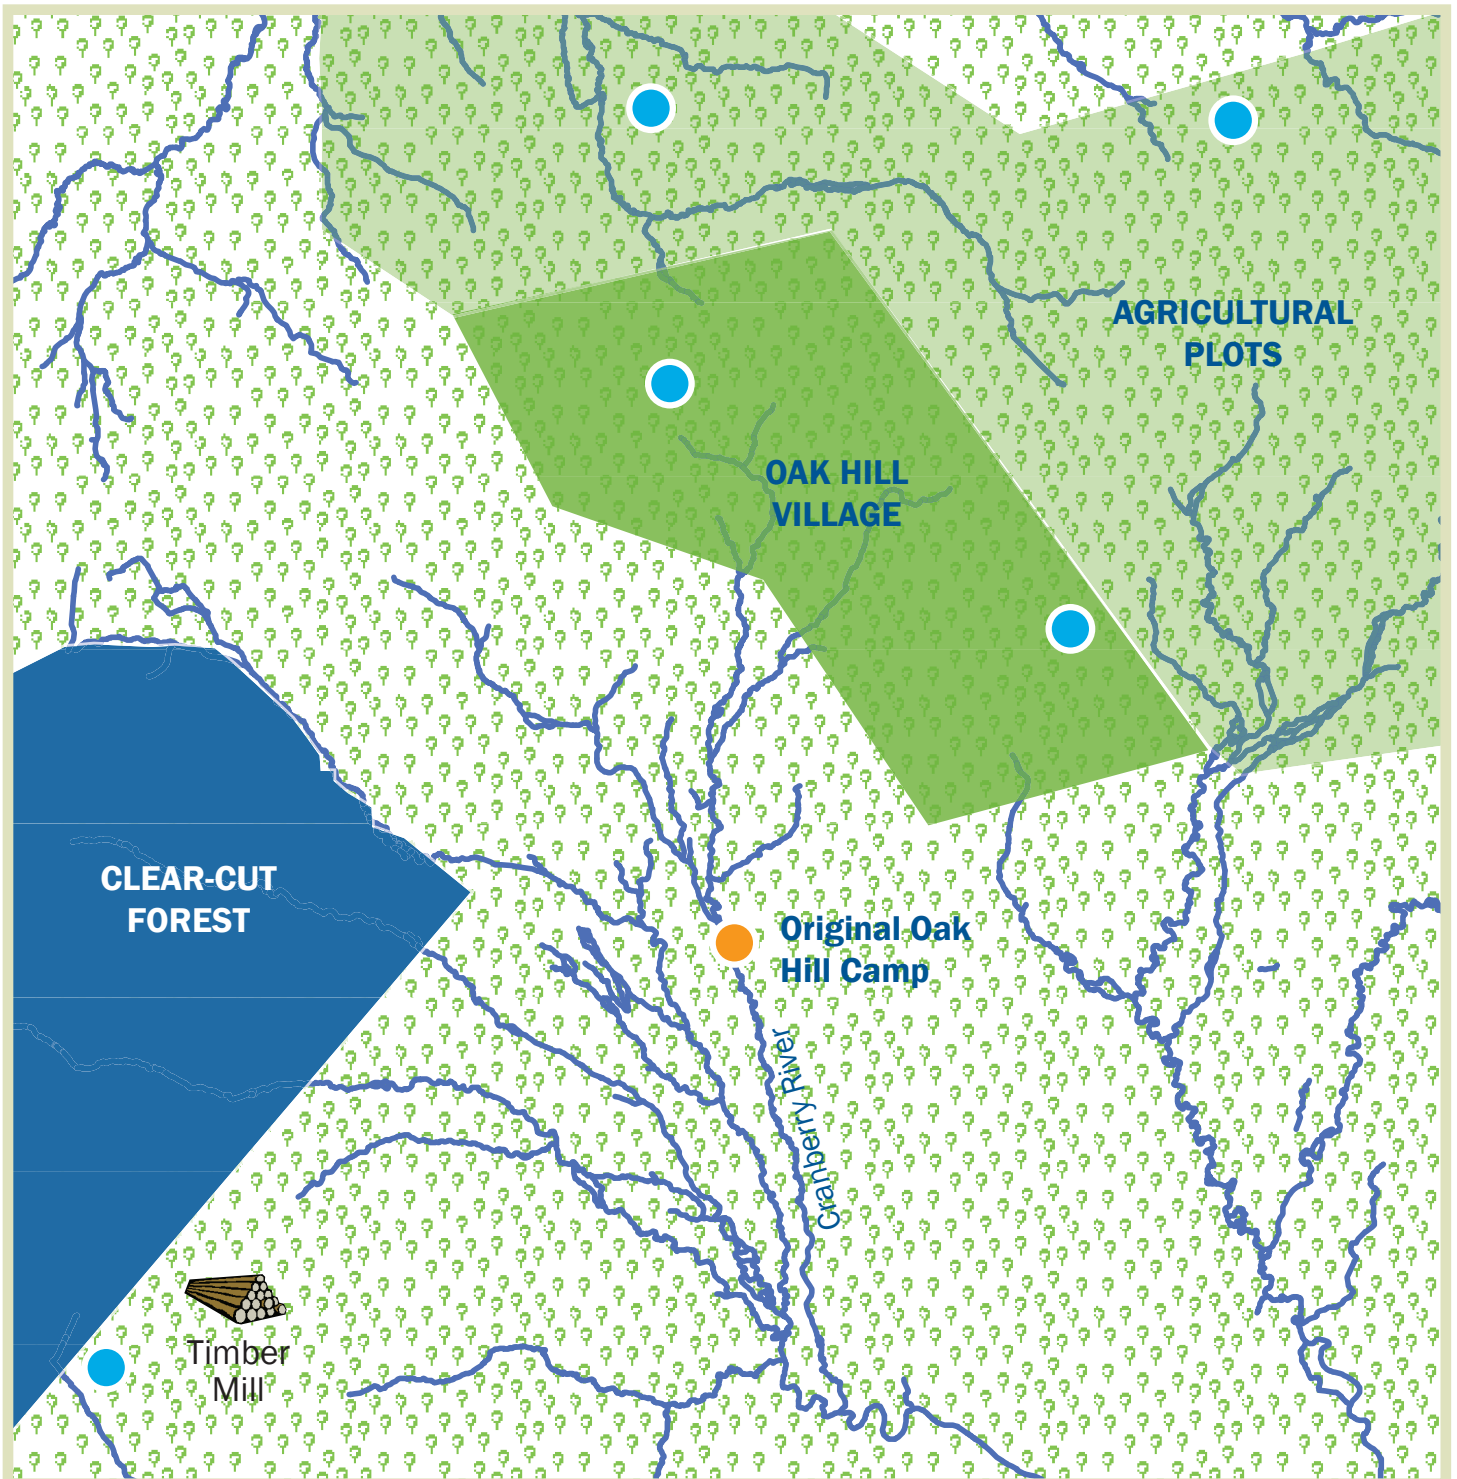 AGRICULTURAL
PLOTS
OAK HILL
VILLAGE
CLEAR-CUT
FOREST
Original Oak
Hill Camp
Cranberry River
Timber
Mill